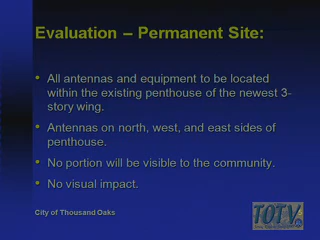 Evaluation – Permanent Site:
• All antennas and equipment to be located
within the existing penthouse of the newest 3-
story wing.
• Antennas on north, west, and east sides of
penthouse.
• No portion will be visible to the community.
• No visual impact.
City of Thousand Oaks
TOTV